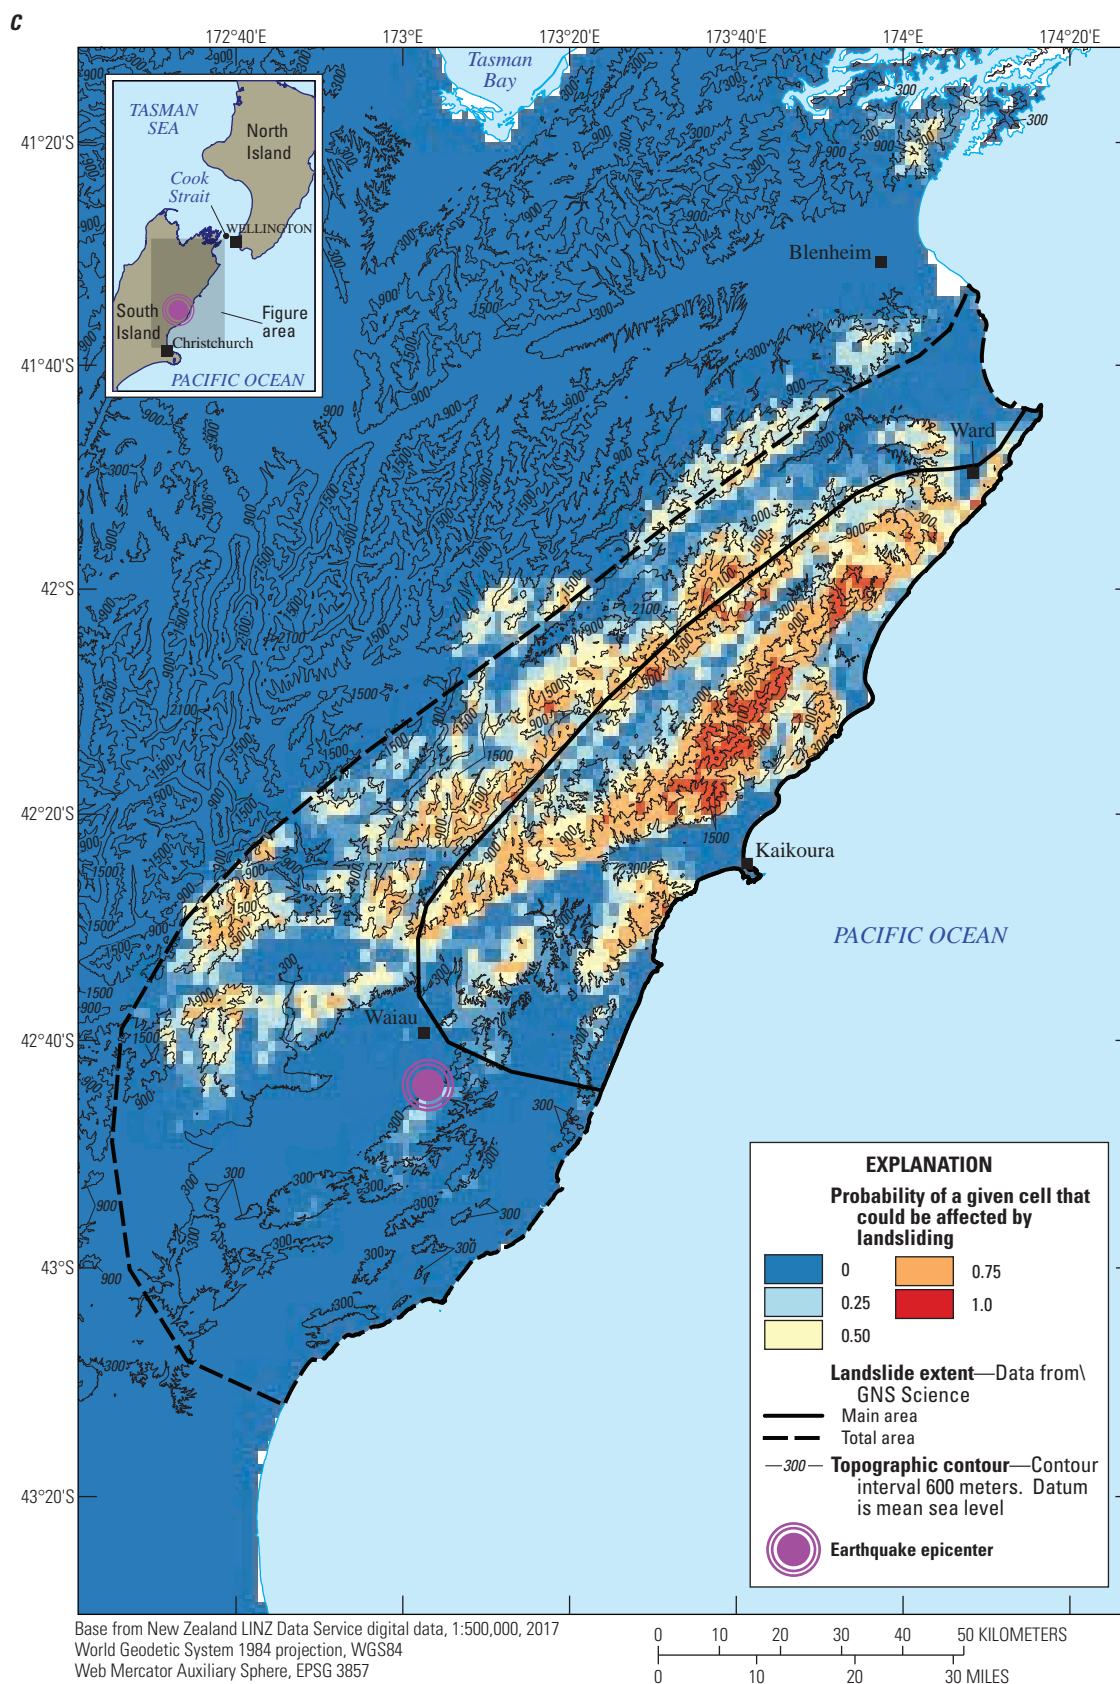 C
172°40'E 173°E 173°20'E 173°40'E 174°E 174°20'E
Tasman
Bay
TASMAN
SEA
North
Island
Cook
Strait
WELLINGTON
South
Island
Figure
area
Christchurch
PACIFIC OCEAN
41°20'S
41°40'S
42°S
42°20'S
42°40'S
43°S
43°20'S
Blenheim
Ward
Kaikoura
PACIFIC OCEAN
Waiau
300
900
1500
2100
EXPLANATION
Probability of a given cell that
could be affected by
landsliding
0
0.25
0.50
0.75
1.0
Landslide extent—Data from\
GNS Science
Main area
Total area
—300— Topographic contour—Contour
interval 600 meters. Datum
is mean sea level
Earthquake epicenter
Base from New Zealand LINZ Data Service digital data, 1:500,000, 2017
World Geodetic System 1984 projection, WGS84
Web Mercator Auxiliary Sphere, EPSG 3857
0 10 20 30 40 50 KILOMETERS
0 10 20 30 MILES